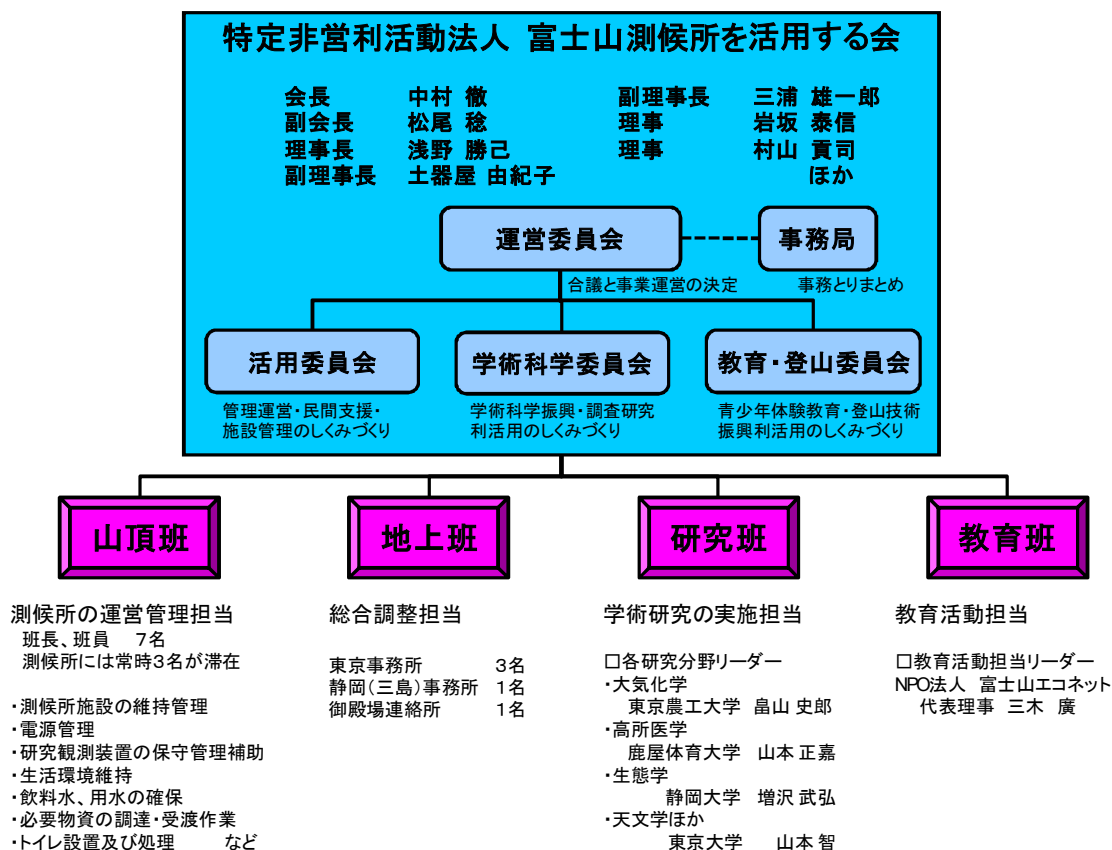 特定非営利活動法人 富士山測候所を活用する会
会長 中村 徹 副理事長 三浦 雄一郎
副会長 松尾 稔 理事 岩坂 泰信
理事長 浅野 勝己 理事 村山 貢司
副理事長 土器屋 由紀子 ほか
運営委員会 事務局
合議と事業運営の決定 事務とりまとめ
活用委員会 学術科学委員会 教育・登山委員会
管理運営・民間支援・
施設管理のしくみづくり
学術科学振興・調査研究
利活用のしくみづくり
青少年体験教育・登山技術
振興利活用のしくみづくり
山頂班 地上班 研究班 教育班
測候所の運営管理担当
班長、班員 7名
測候所には常時3名が滞在
・測候所施設の維持管理
・電源管理
・研究観測装置の保守管理補助
・生活環境維持
・飲料水、用水の確保
・必要物資の調達・受渡作業
・トイレ設置及び処理 など
総合調整担当
東京事務所 3名
静岡(三島)事務所 1名
御殿場連絡所 1名
学術研究の実施担当
□各研究分野リーダー
・大気化学
東京農工大学 畠山 史郎
・高所医学
鹿屋体育大学 山本 正嘉
・生態学
静岡大学 増沢 武弘
・天文学ほか
東京大学 山本 智
教育活動担当
□教育活動担当リーダー
NPO法人 富士山エコネット
代表理事 三木 廣